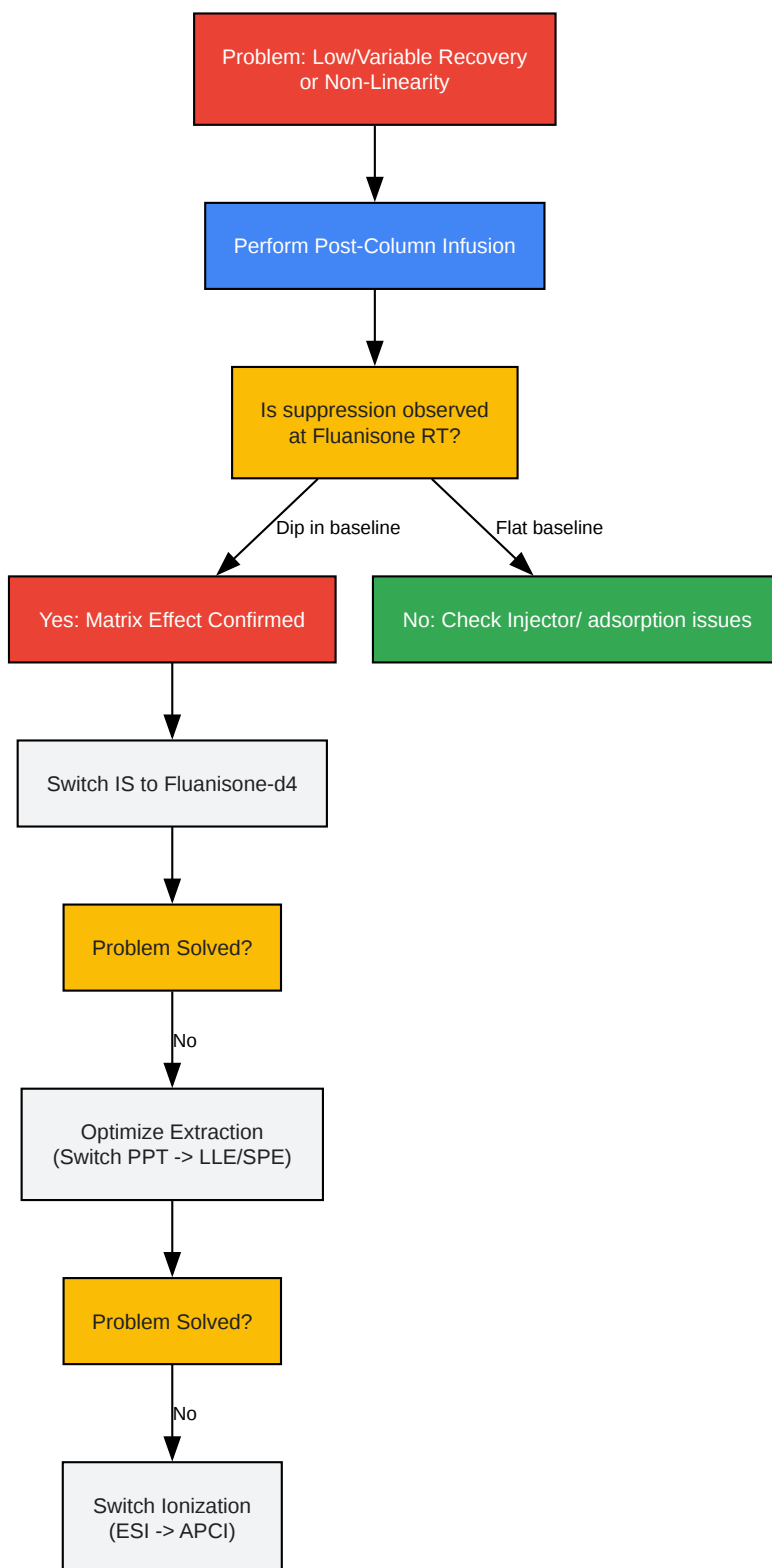 Problem: Low/Variable Recovery
or Non-Linearity
Perform Post-Column Infusion
Is suppression observed
at Fluanisone RT?
Dip in baseline
Flat baseline
Yes: Matrix Effect Confirmed
No: Check Injector/ adsorption issues
Switch IS to Fluanisone-d4
Problem Solved?
No
Optimize Extraction
(Switch PPT -> LLE/SPE)
Problem Solved?
No
Switch Ionization
(ESI -> APCI)